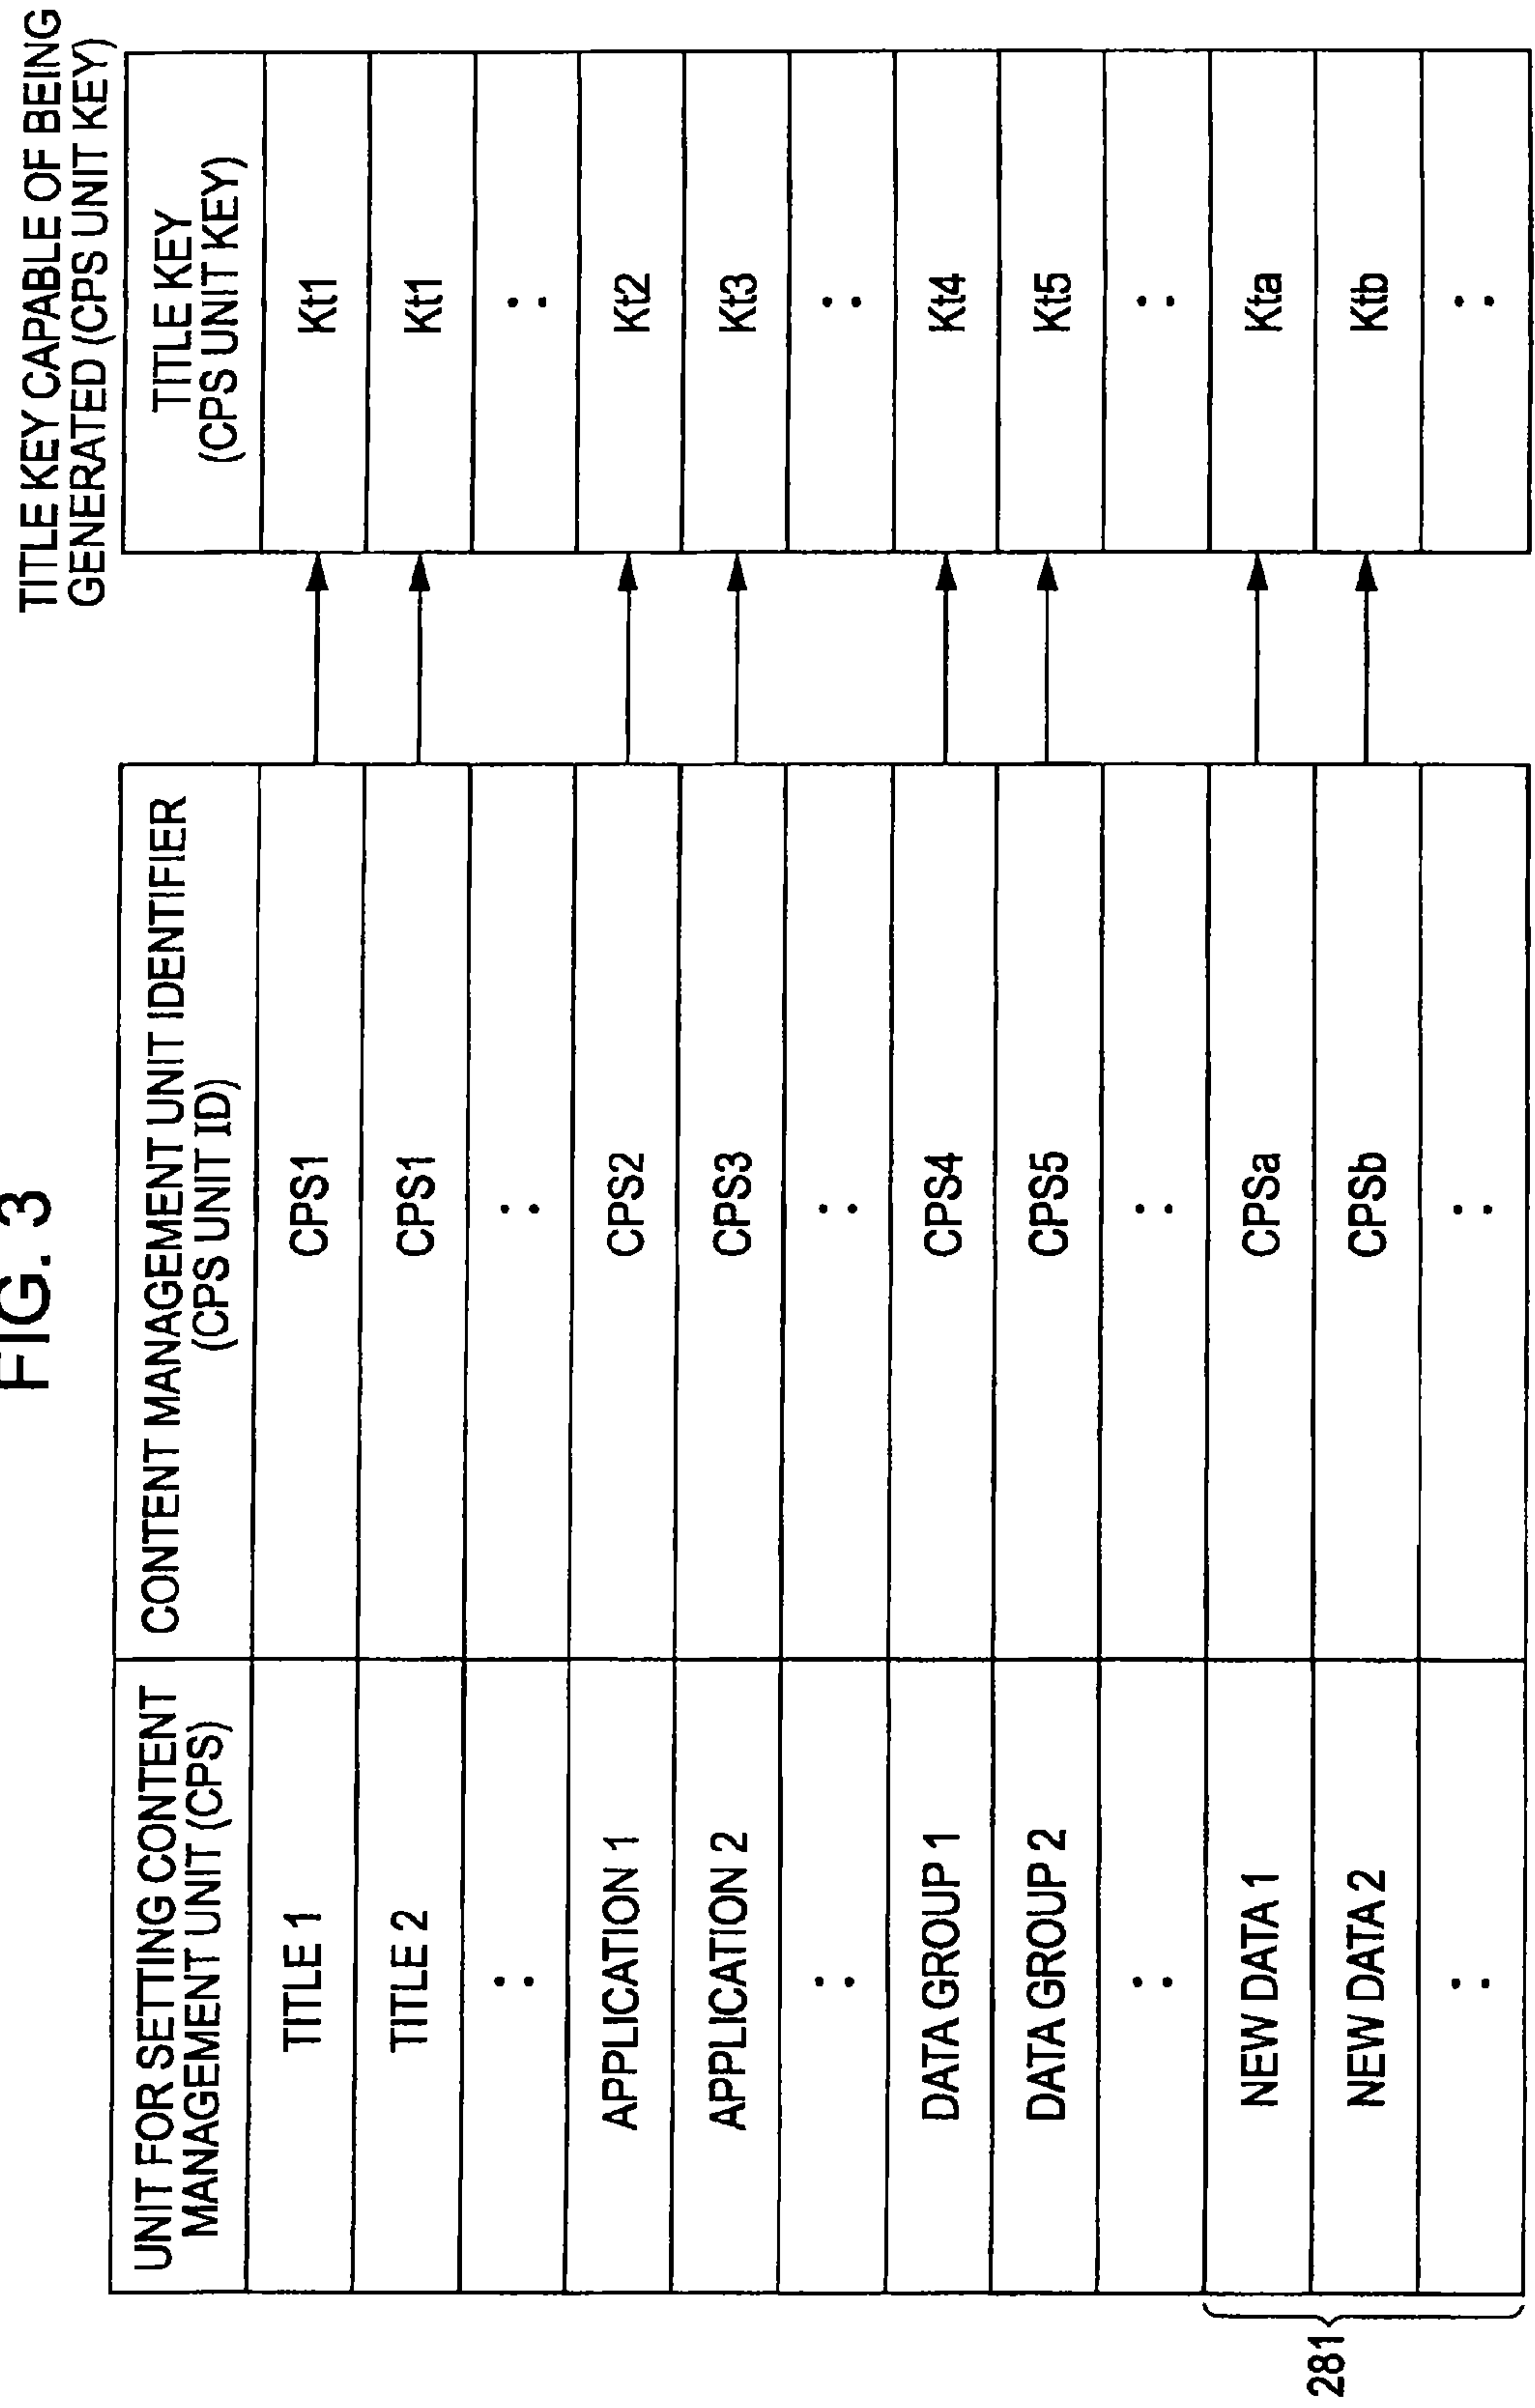 FIG. 3
TITLE KEY CAPABLE OF BEING
GENERATED (CPS UNIT KEY)
UNIT FOR SETTING CONTENT
MANAGEMENT UNIT (CPS)
CONTENT MANAGEMENT UNIT IDENTIFIER
(CPS UNIT ID)
TITLE KEY
(CPS UNIT KEY)
TITLE 1 CPS1 Kt1
TITLE 2 CPS1 Kt1
: : :
APPLICATION 1 CPS2 Kt2
APPLICATION 2 CPS3 Kt3
: : :
DATA GROUP 1 CPS4 Kt4
DATA GROUP 2 CPS5 Kt5
: : :
NEW DATA 1 CPSa Kta
NEW DATA 2 CPSb Ktb
: : :
281